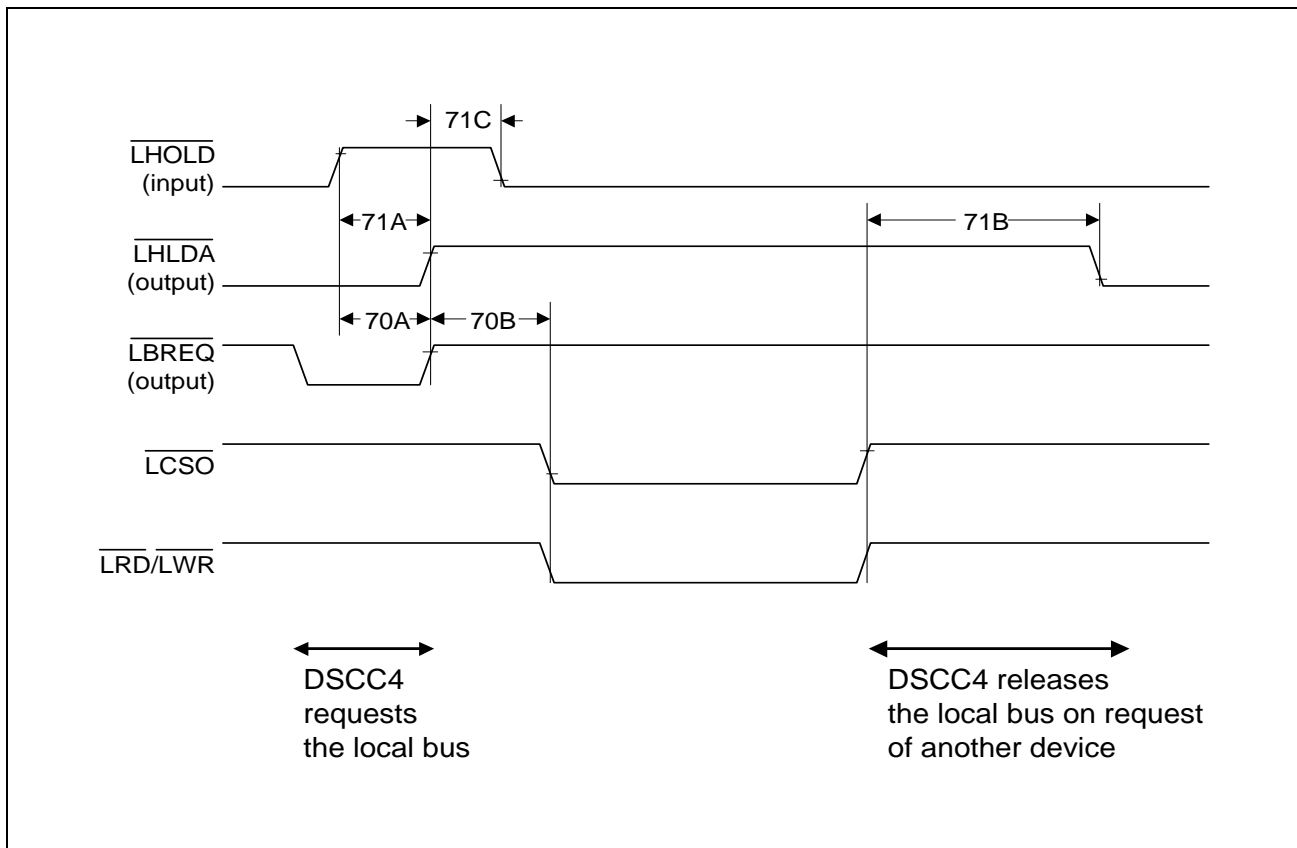 71C
LHOLD
(input)
71A
71B
LHLDA
(output)
70A
70B
LBREQ
(output)
LCSO
LRD/LWR
DSCC4
requests
the local bus
DSCC4 releases
the local bus on request
of another device